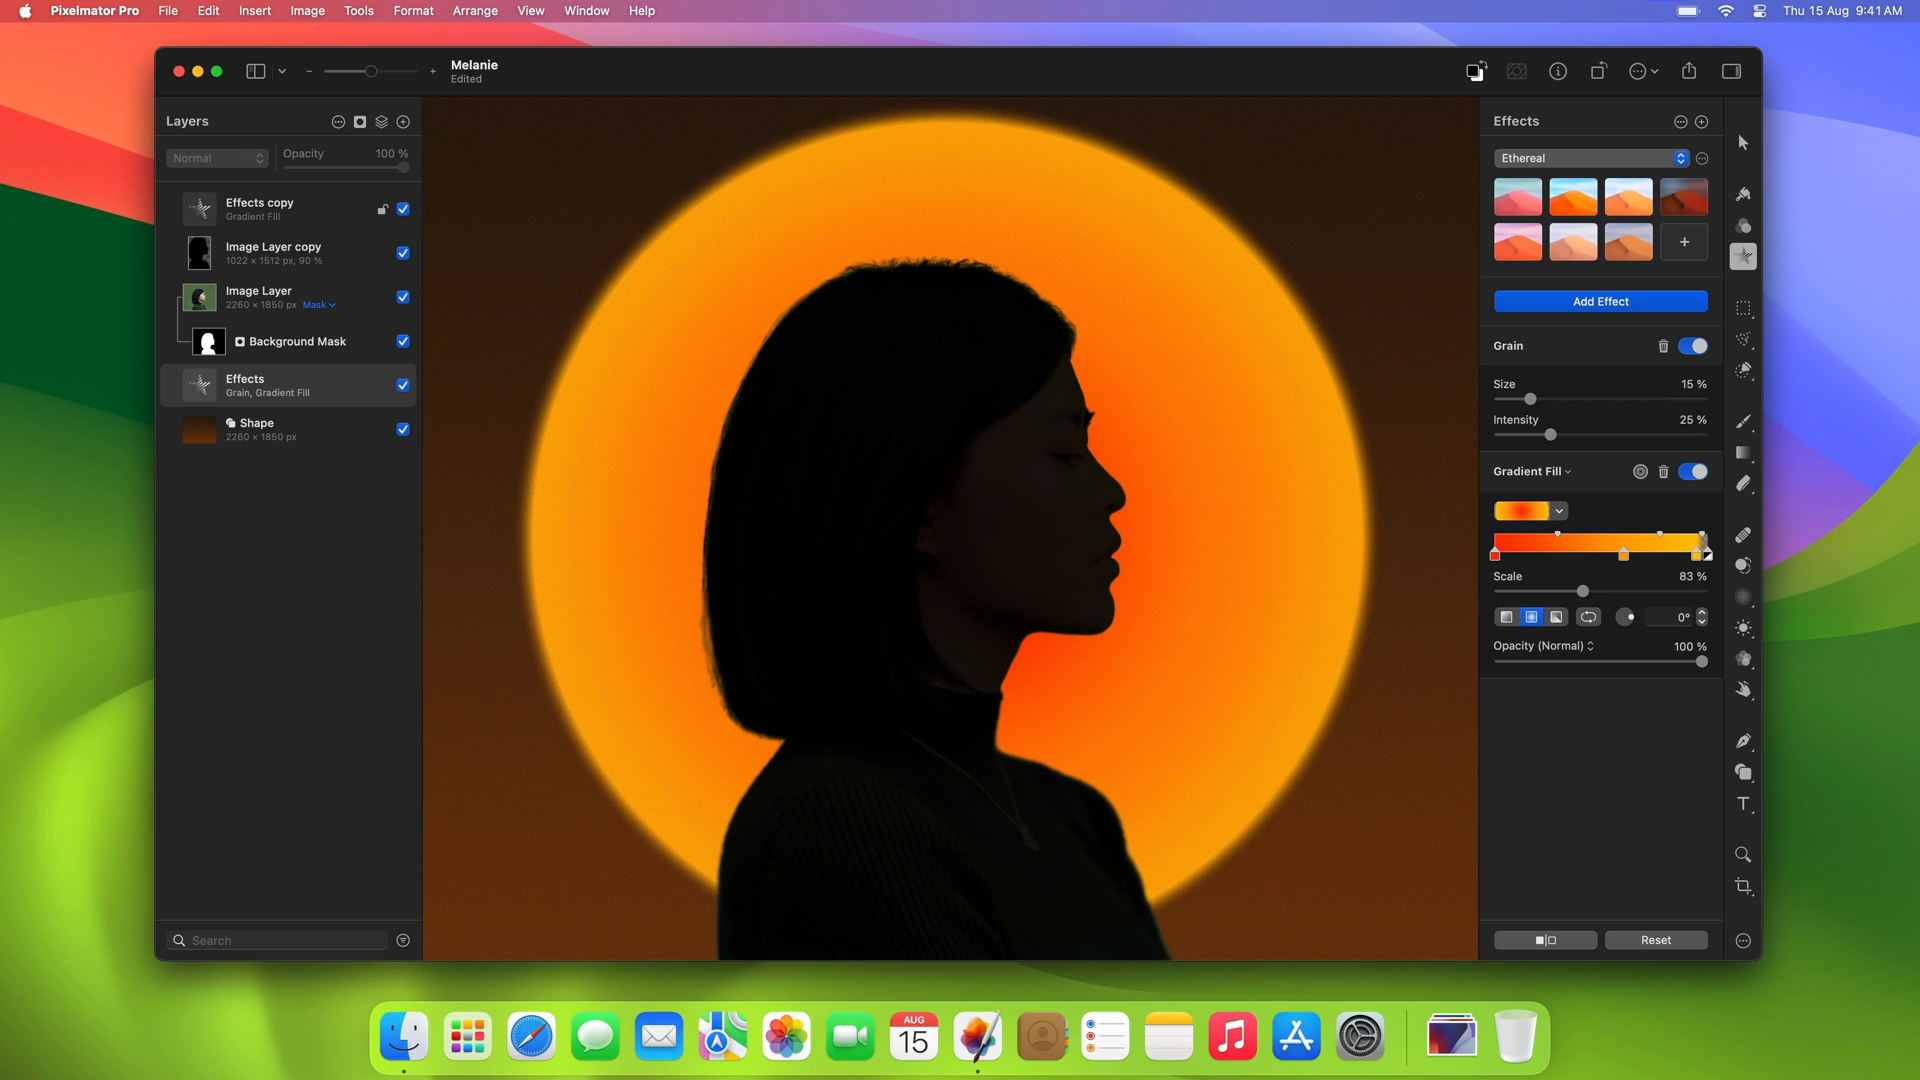 Pixelmator Pro File Edit Insert Image Tools Format Arrange View Window Help Thu 15 Aug 9:41 AM
Melanie
Edited
Layers
Normal Opacity 100 %
Effects copy
Gradient Fill
Image Layer copy
1022 × 1512 px, 90 %
Image Layer
2260 × 1850 px Mask
Background Mask
Effects
Grain, Gradient Fill
Shape
2260 × 1850 px
Search
Effects
Ethereal
Add Effect
Grain
Size 15 %
Intensity 25 %
Gradient Fill
Scale 83 %
0°
Opacity (Normal) 100 %
Reset
T
AUG
15